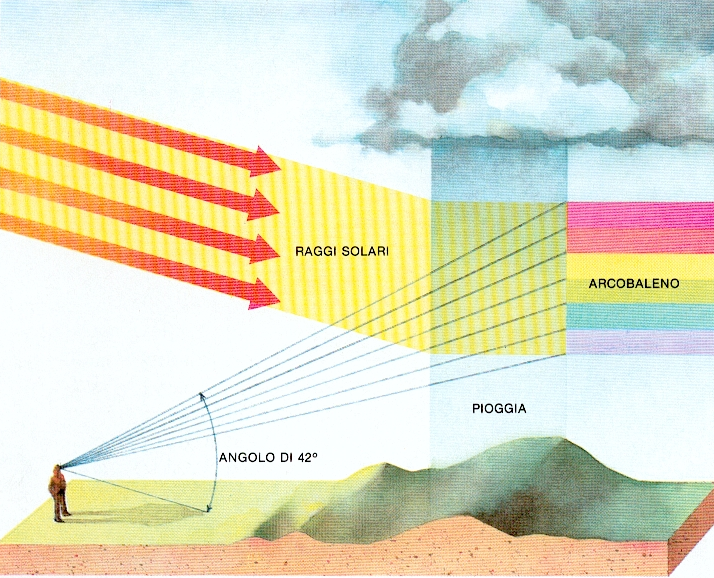 RAGGI SOLARI
ARCOBALENO
PIOGGIA
ANGOLO DI 42°